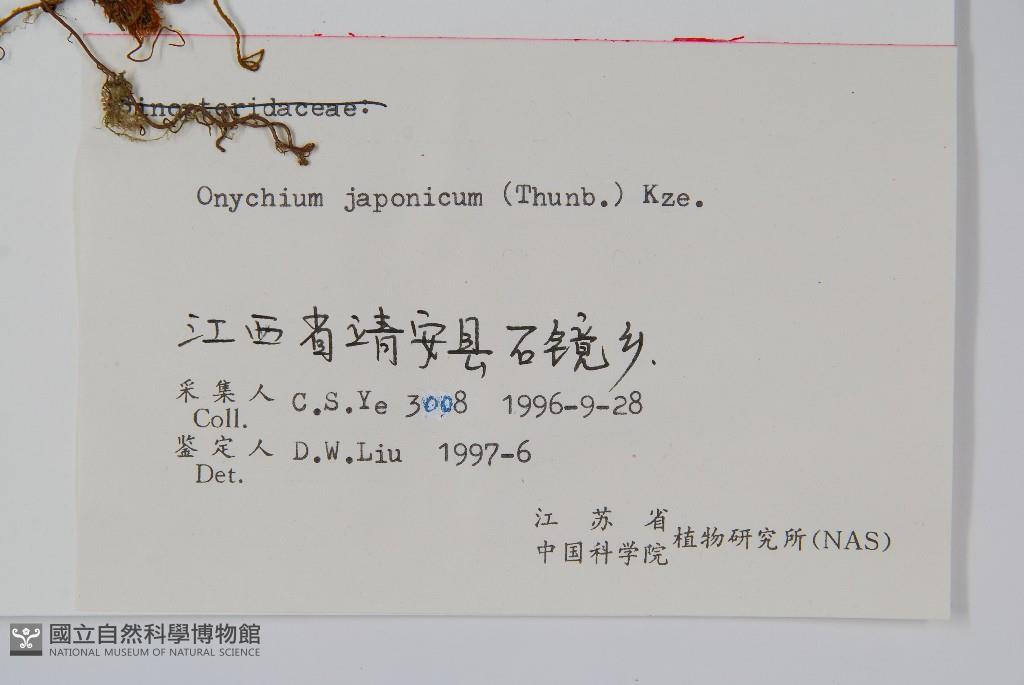 Sinopteridaceae:
Onychium japonicum (Thunb.) Kze.
江西省靖安县石镜乡.
采集人 C.S.Ye 3008 1996-9-28
Coll.
鉴定人 D.W.Liu 1997-6
Det.
江苏省
中国科学院 植物研究所(NAS)
國立自然科學博物館
NATIONAL MUSEUM OF NATURAL SCIENCE